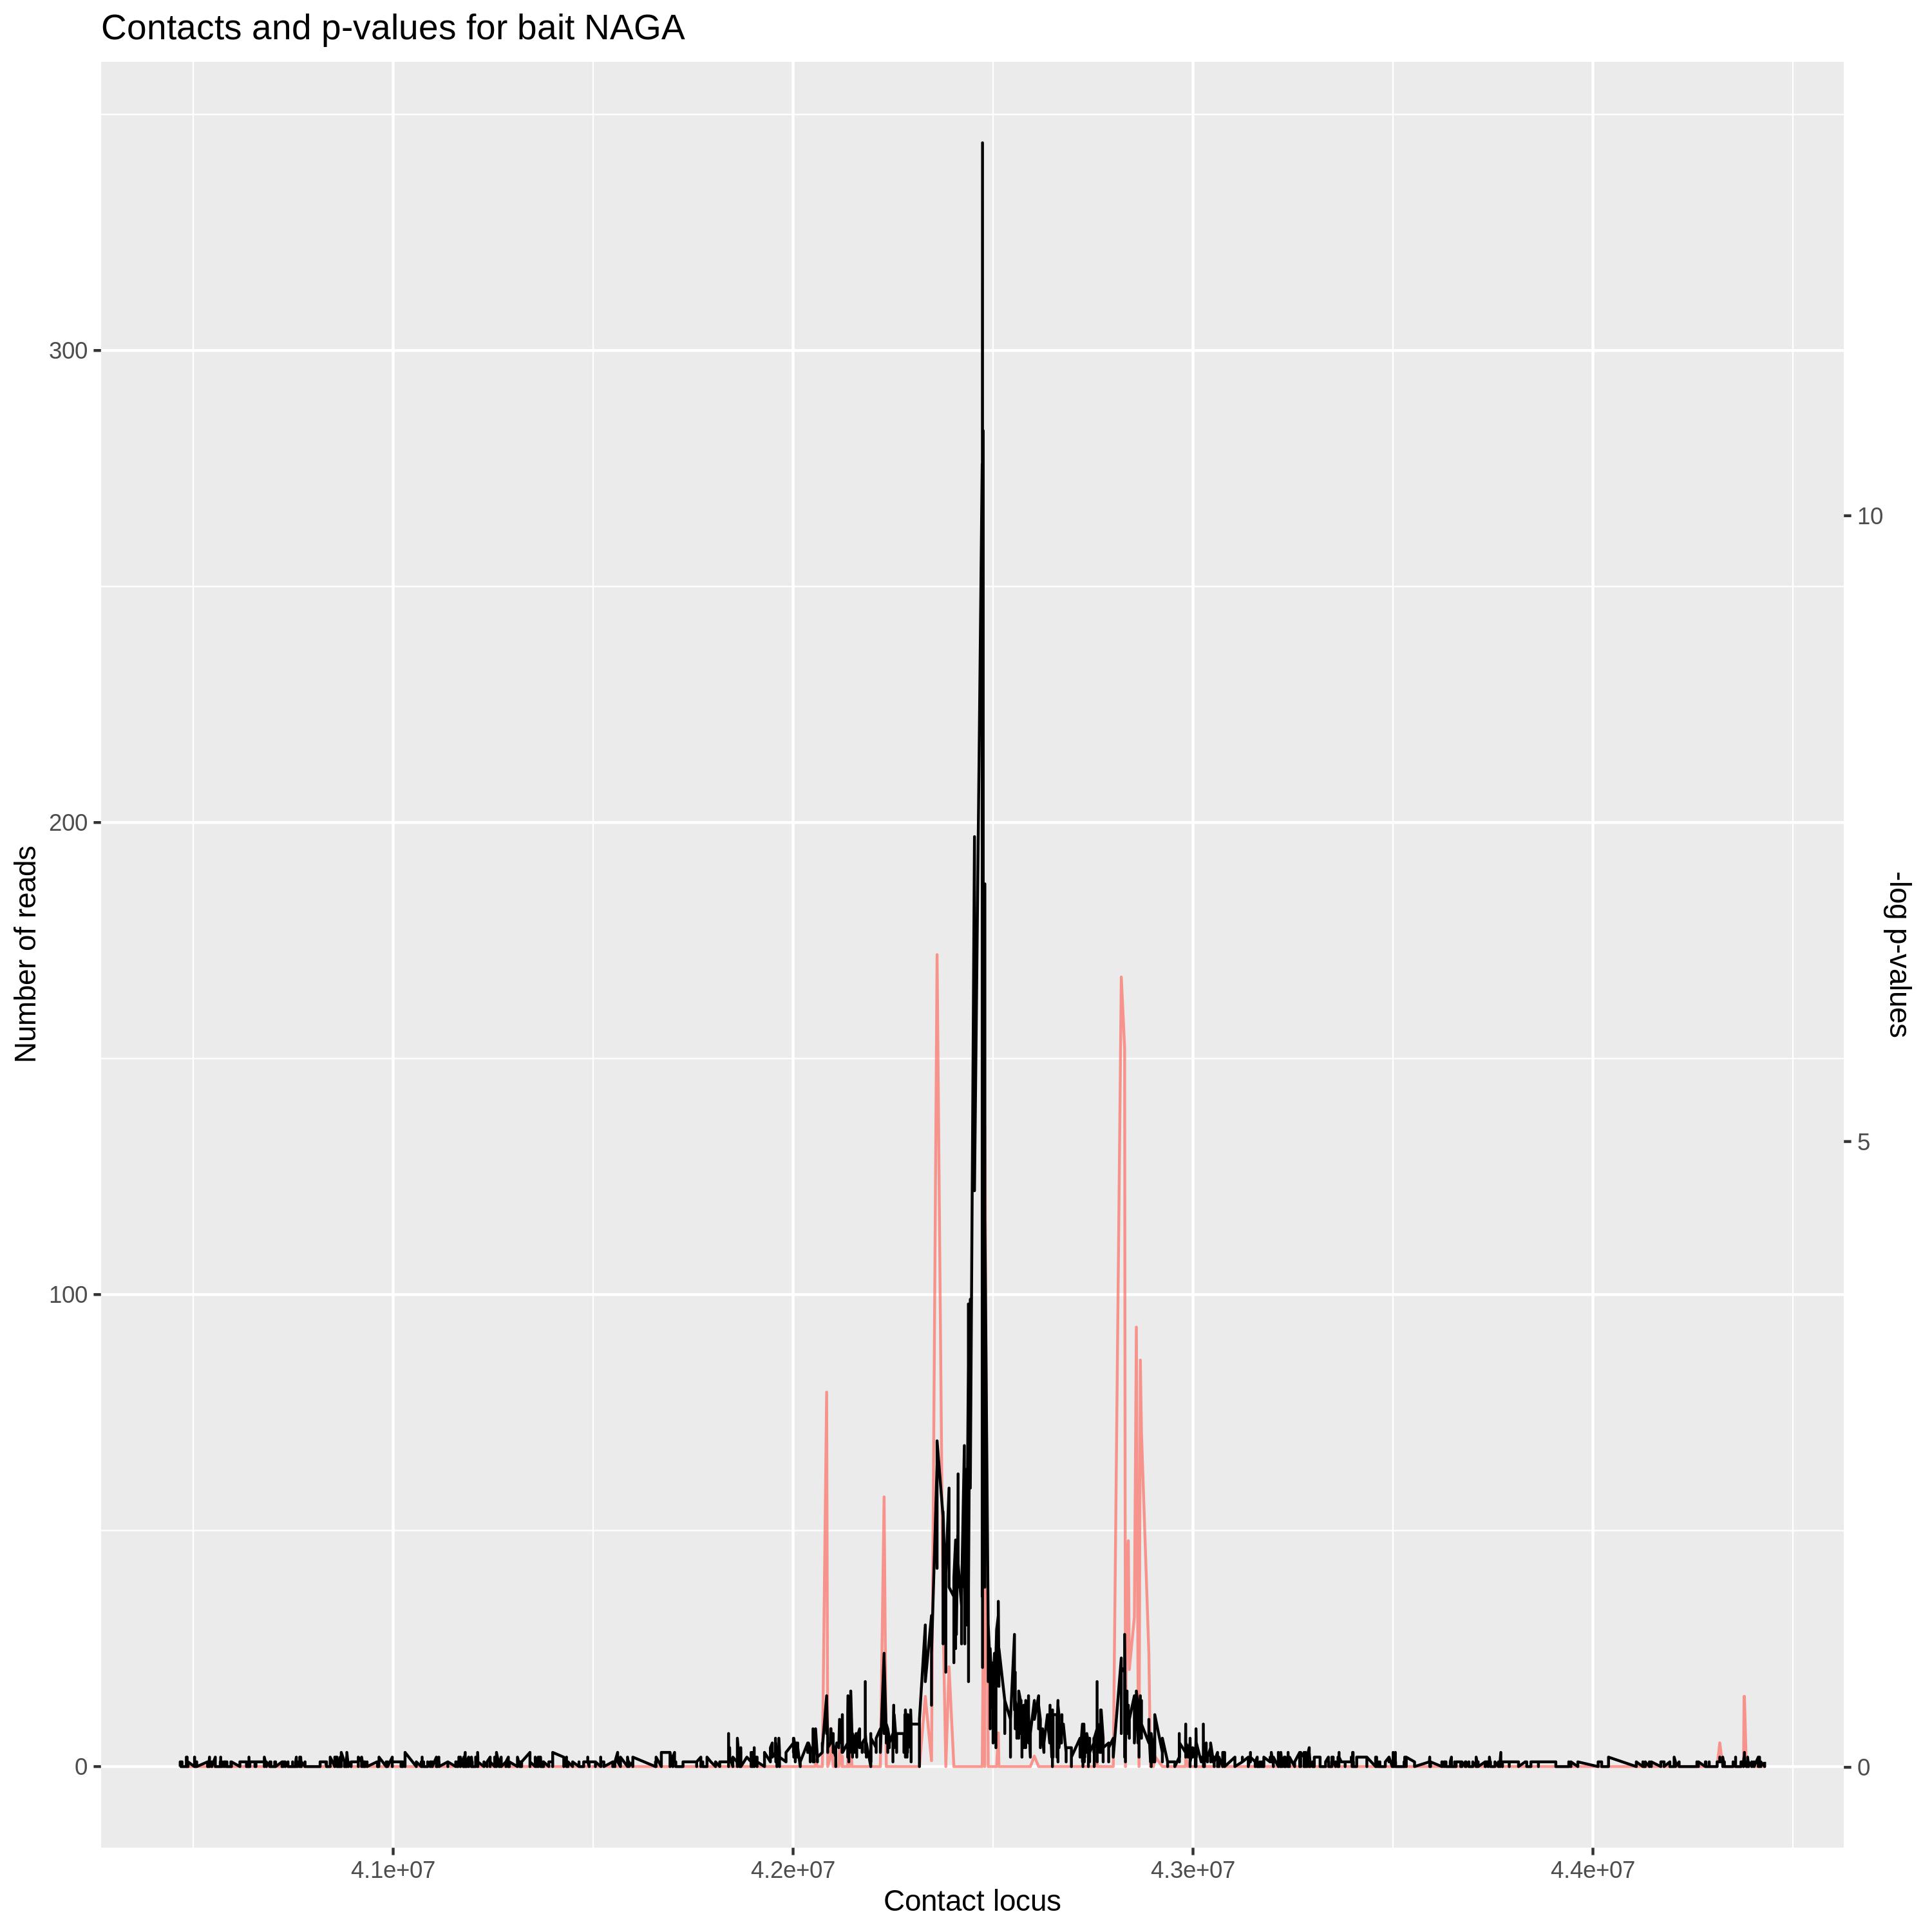 Contacts and p-values for bait NAGA
Number of reads
300
200
100
0
10
5
0
-log p-values
4.1e+07
4.2e+07
4.3e+07
4.4e+07
Contact locus